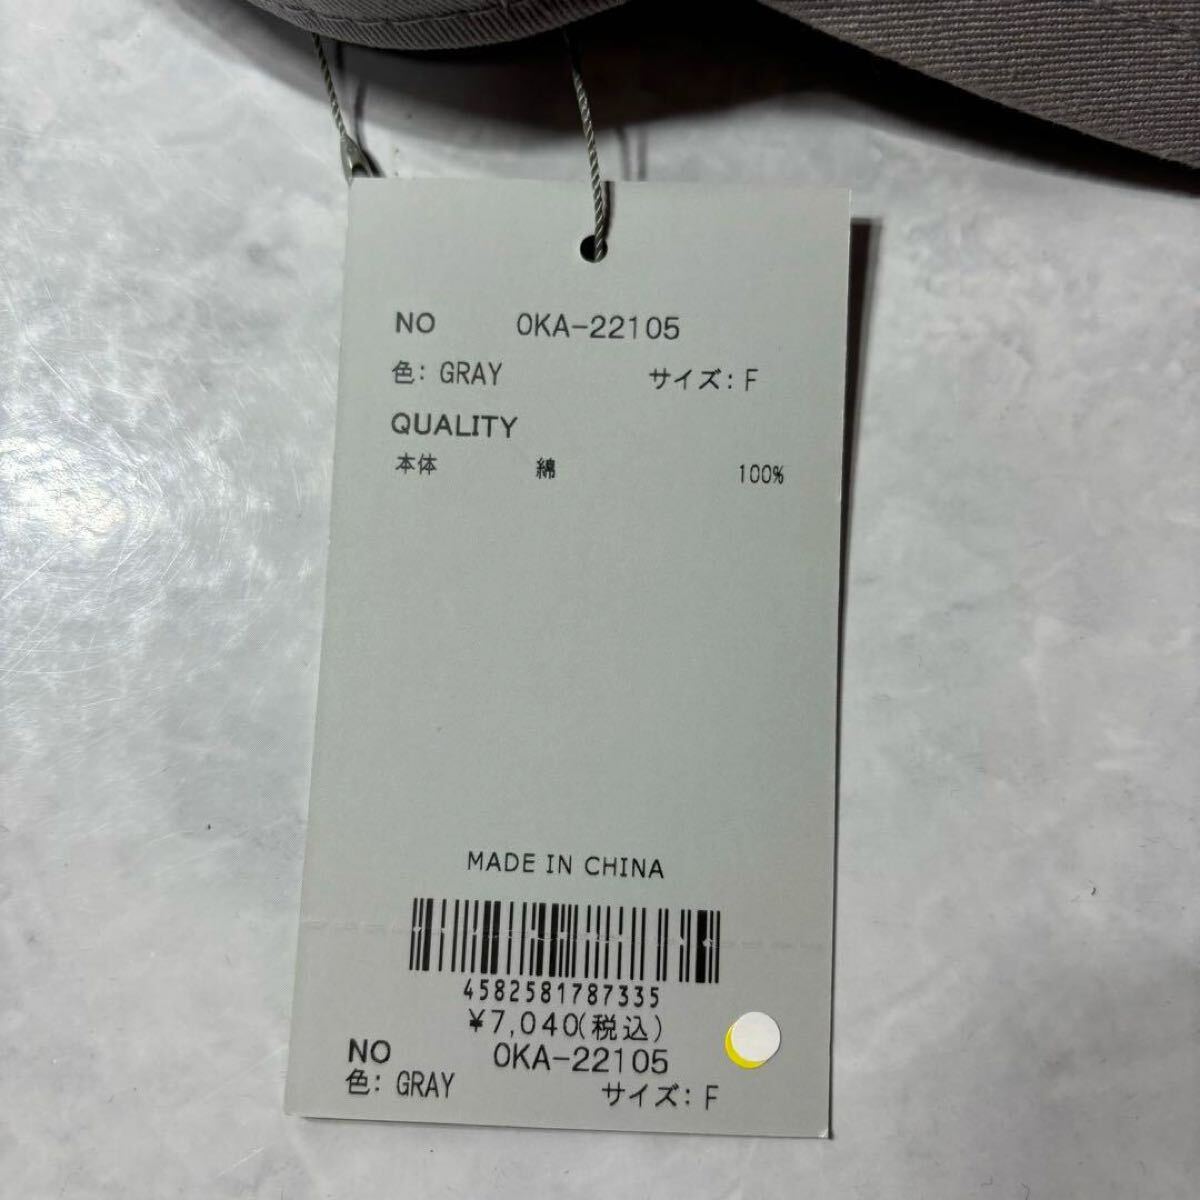 NO OKA-22105
色: GRAY サイズ: F
QUALITY
本体 綿 100%
MADE IN CHINA
4582581787335
¥7,040(税込)
NO OKA-22105
色: GRAY サイズ: F